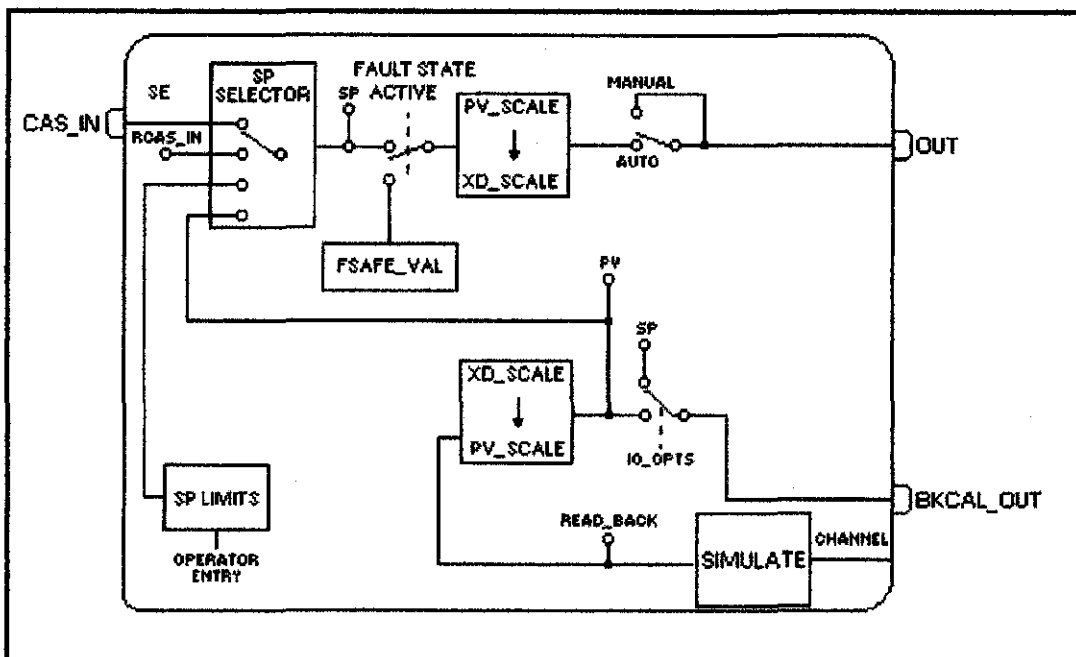 SE
SP
SELECTOR
FAULT STATE
ACTIVE
SP
MANUAL
PV_SCALE
XD_SCALE
CAS_IN
RCAS_IN
AUTO
OUT
FSAFE_VAL
PV
SP
XD_SCALE
PV_SCALE
IO_OPTS
SP LIMITS
BKCAL_OUT
READ_BACK
SIMULATE
CHANNEL
OPERATOR
ENTRY